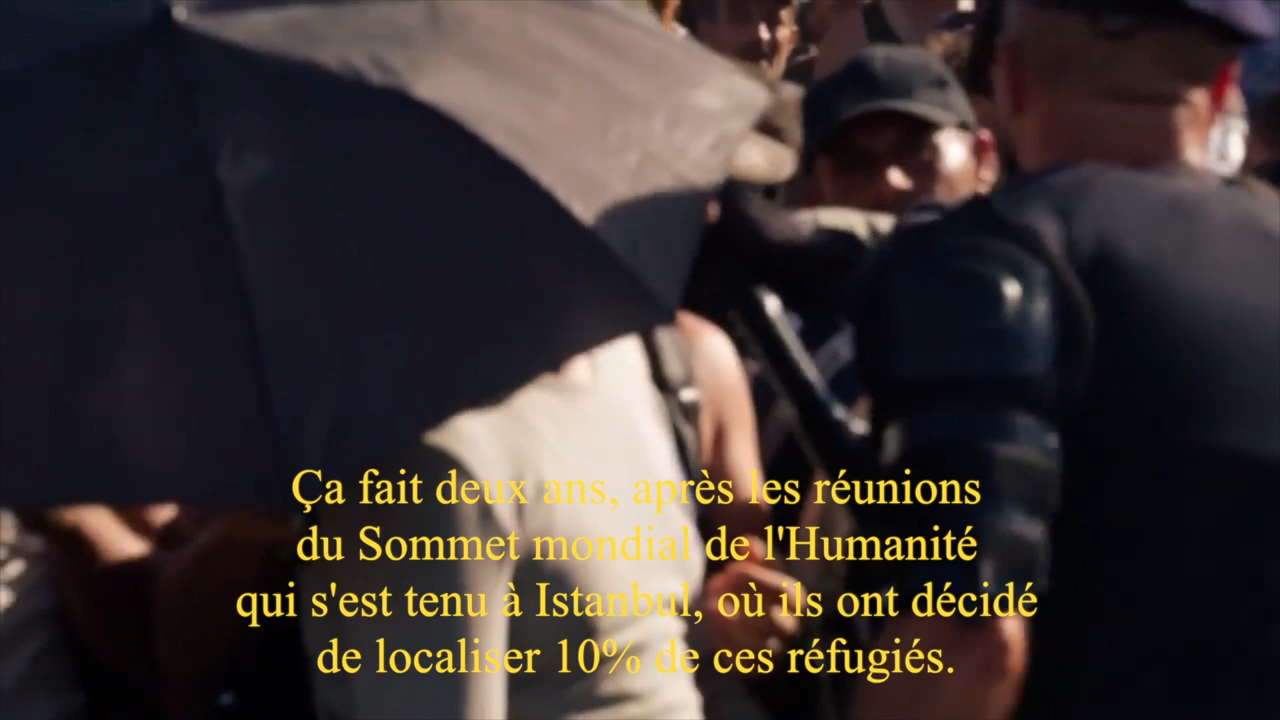 Ça fait deux ans, après les réunions
du Sommet mondial de l'Humanité
qui s'est tenu à Istanbul, où ils ont décidé
de localiser 10% de ces réfugiés.